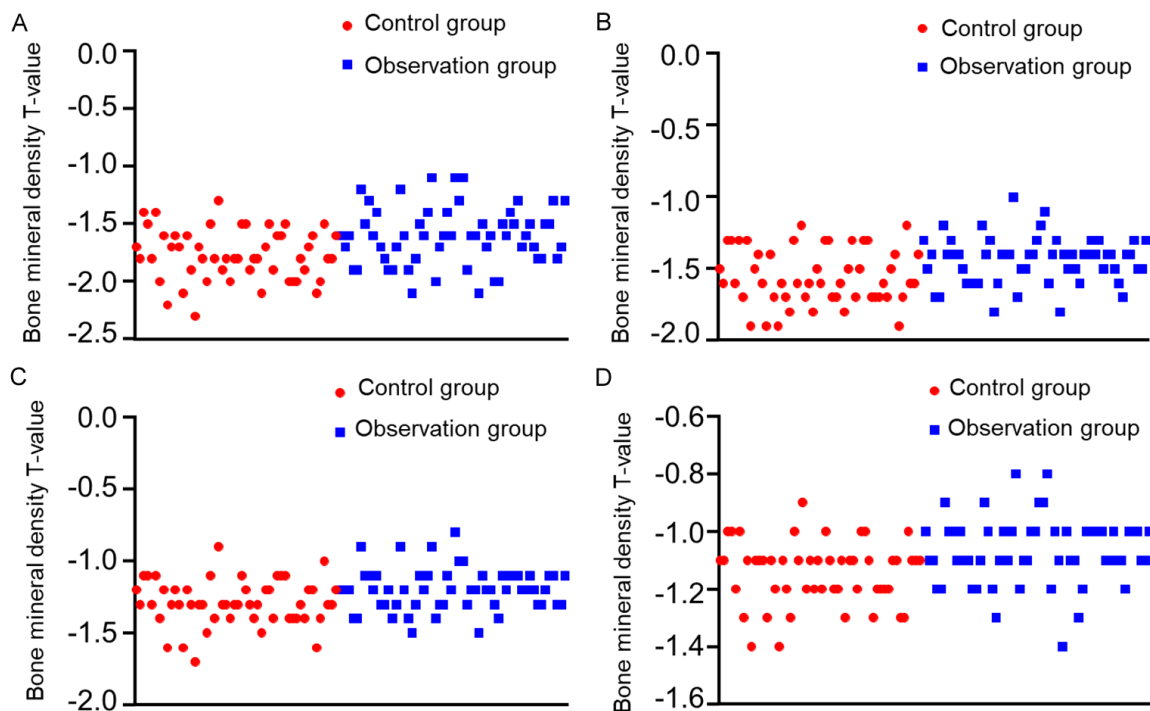 A
Control group
Observation group
Bone mineral density T-value
0.0
-0.5
-1.0
-1.5
-2.0
-2.5
B
Control group
Observation group
Bone mineral density T-value
0.0
-0.5
-1.0
-1.5
-2.0
C
Control group
Observation group
Bone mineral density T-value
0.0
-0.5
-1.0
-1.5
-2.0
D
Control group
Observation group
Bone mineral density T-value
-0.6
-0.8
-1.0
-1.2
-1.4
-1.6